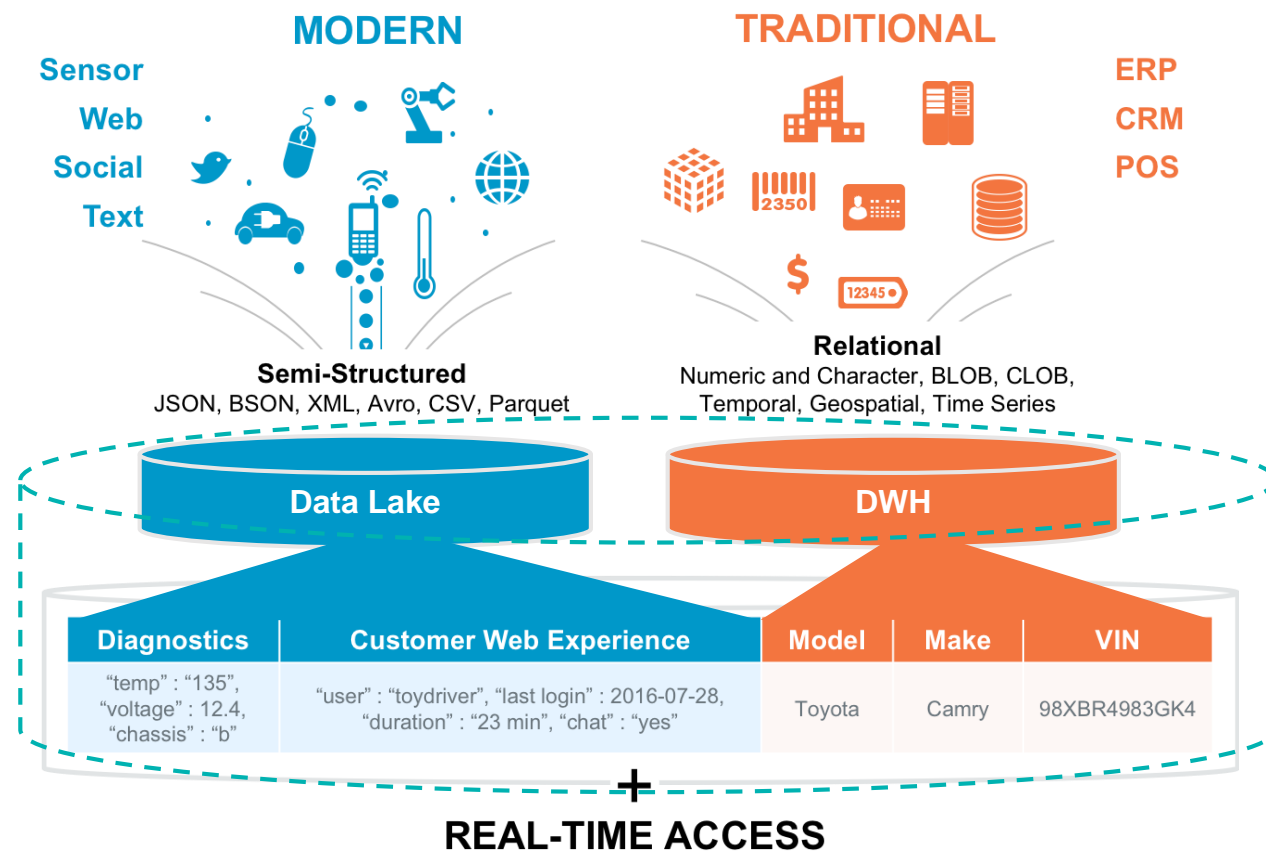 MODERN
TRADITIONAL
Sensor
Web
Social
Text
ERP
CRM
POS
2350
$
12345
Semi-Structured
JSON, BSON, XML, Avro, CSV, Parquet
Relational
Numeric and Character, BLOB, CLOB,
Temporal, Geospatial, Time Series
Data Lake
DWH
Diagnostics
Customer Web Experience
Model
Make
VIN
“temp” : “135”,
“voltage” : 12.4,
“chassis” : “b”
“user” : “toydriver”, “last login” : 2016-07-28,
“duration” : “23 min”, “chat” : “yes”
Toyota
Camry
98XBR4983GK4
+
REAL-TIME ACCESS